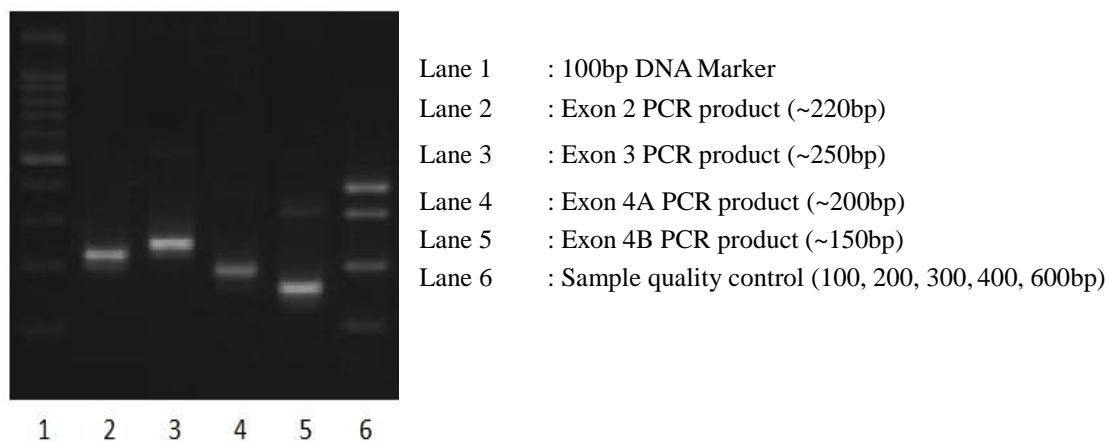 Lane 1 : 100bp DNA Marker
Lane 2 : Exon 2 PCR product (~220bp)
Lane 3 : Exon 3 PCR product (~250bp)
Lane 4 : Exon 4A PCR product (~200bp)
Lane 5 : Exon 4B PCR product (~150bp)
Lane 6 : Sample quality control (100, 200, 300, 400, 600bp)
1 2 3 4 5 6